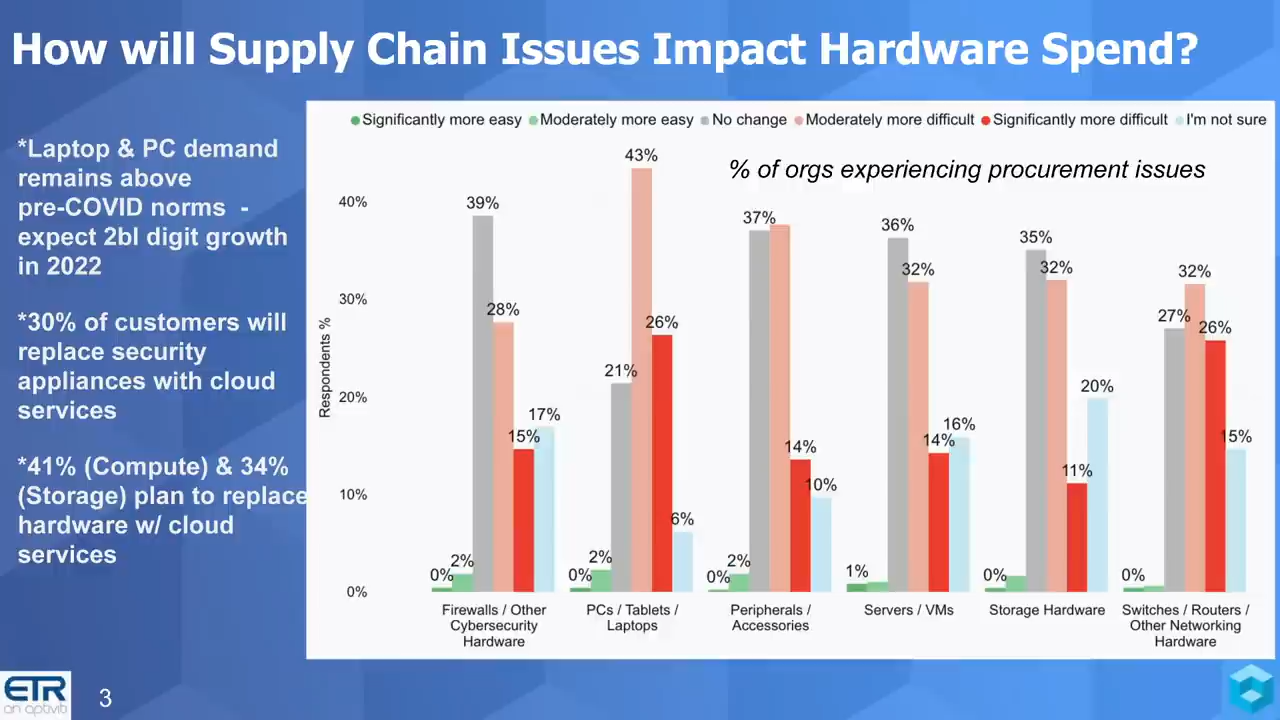 How will Supply Chain Issues Impact Hardware Spend?
*Laptop & PC demand
remains above
pre-COVID norms -
expect 2bl digit growth
in 2022
*30% of customers will
replace security
appliances with cloud
services
*41% (Compute) & 34%
(Storage) plan to replace
hardware w/ cloud
services
Significantly more easy Moderately more easy No change Moderately more difficult Significantly more difficult I'm not sure
% of orgs experiencing procurement issues
Respondents %
40%
30%
20%
10%
0%
0% 2% 39% 28% 15% 17%
0% 2% 21% 43% 26% 6%
0% 2% 37% 14% 10%
1% 36% 32% 14% 16%
0% 35% 32% 11% 20%
0% 27% 32% 26% 15%
Firewalls / Other
Cybersecurity
Hardware
PCs / Tablets /
Laptops
Peripherals /
Accessories
Servers / VMs
Storage Hardware
Switches / Routers /
Other Networking
Hardware
ETR
an aptiviti
3